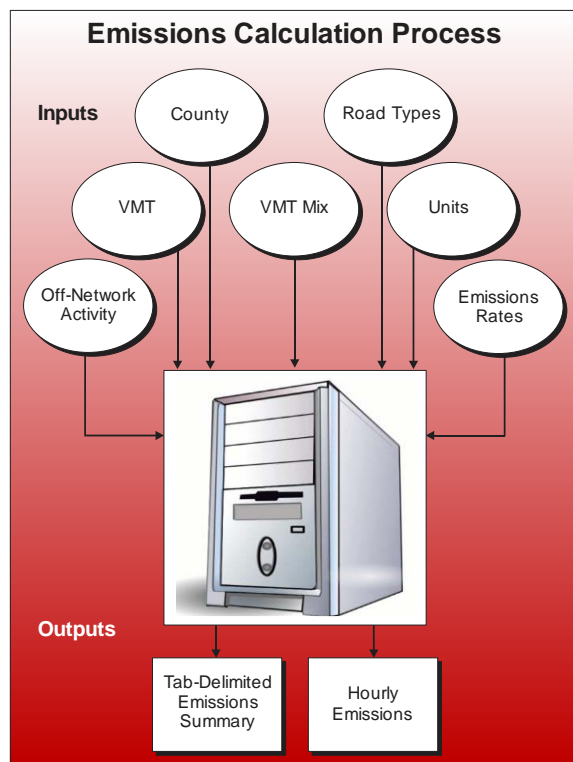 Emissions Calculation Process
Inputs
County
Road Types
VMT
VMT Mix
Units
Off-Network
Activity
Emissions
Rates
Outputs
Tab-Delimited
Emissions
Summary
Hourly
Emissions